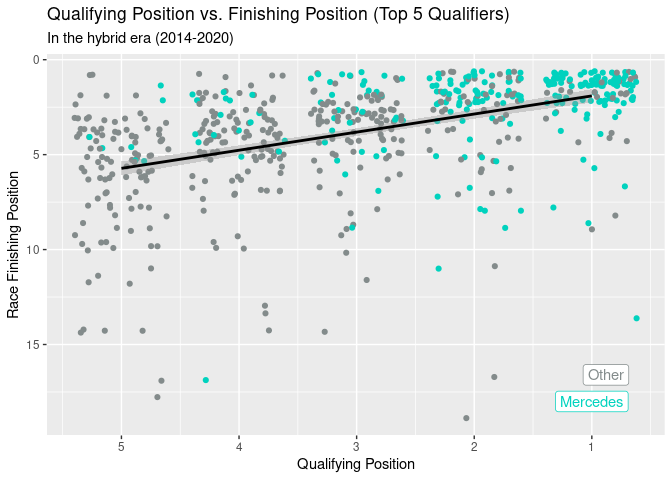 Qualifying Position vs. Finishing Position (Top 5 Qualifiers)
In the hybrid era (2014-2020)
0
5
10
15
Race Finishing Position
Other
Mercedes
5 4 3 2 1
Qualifying Position